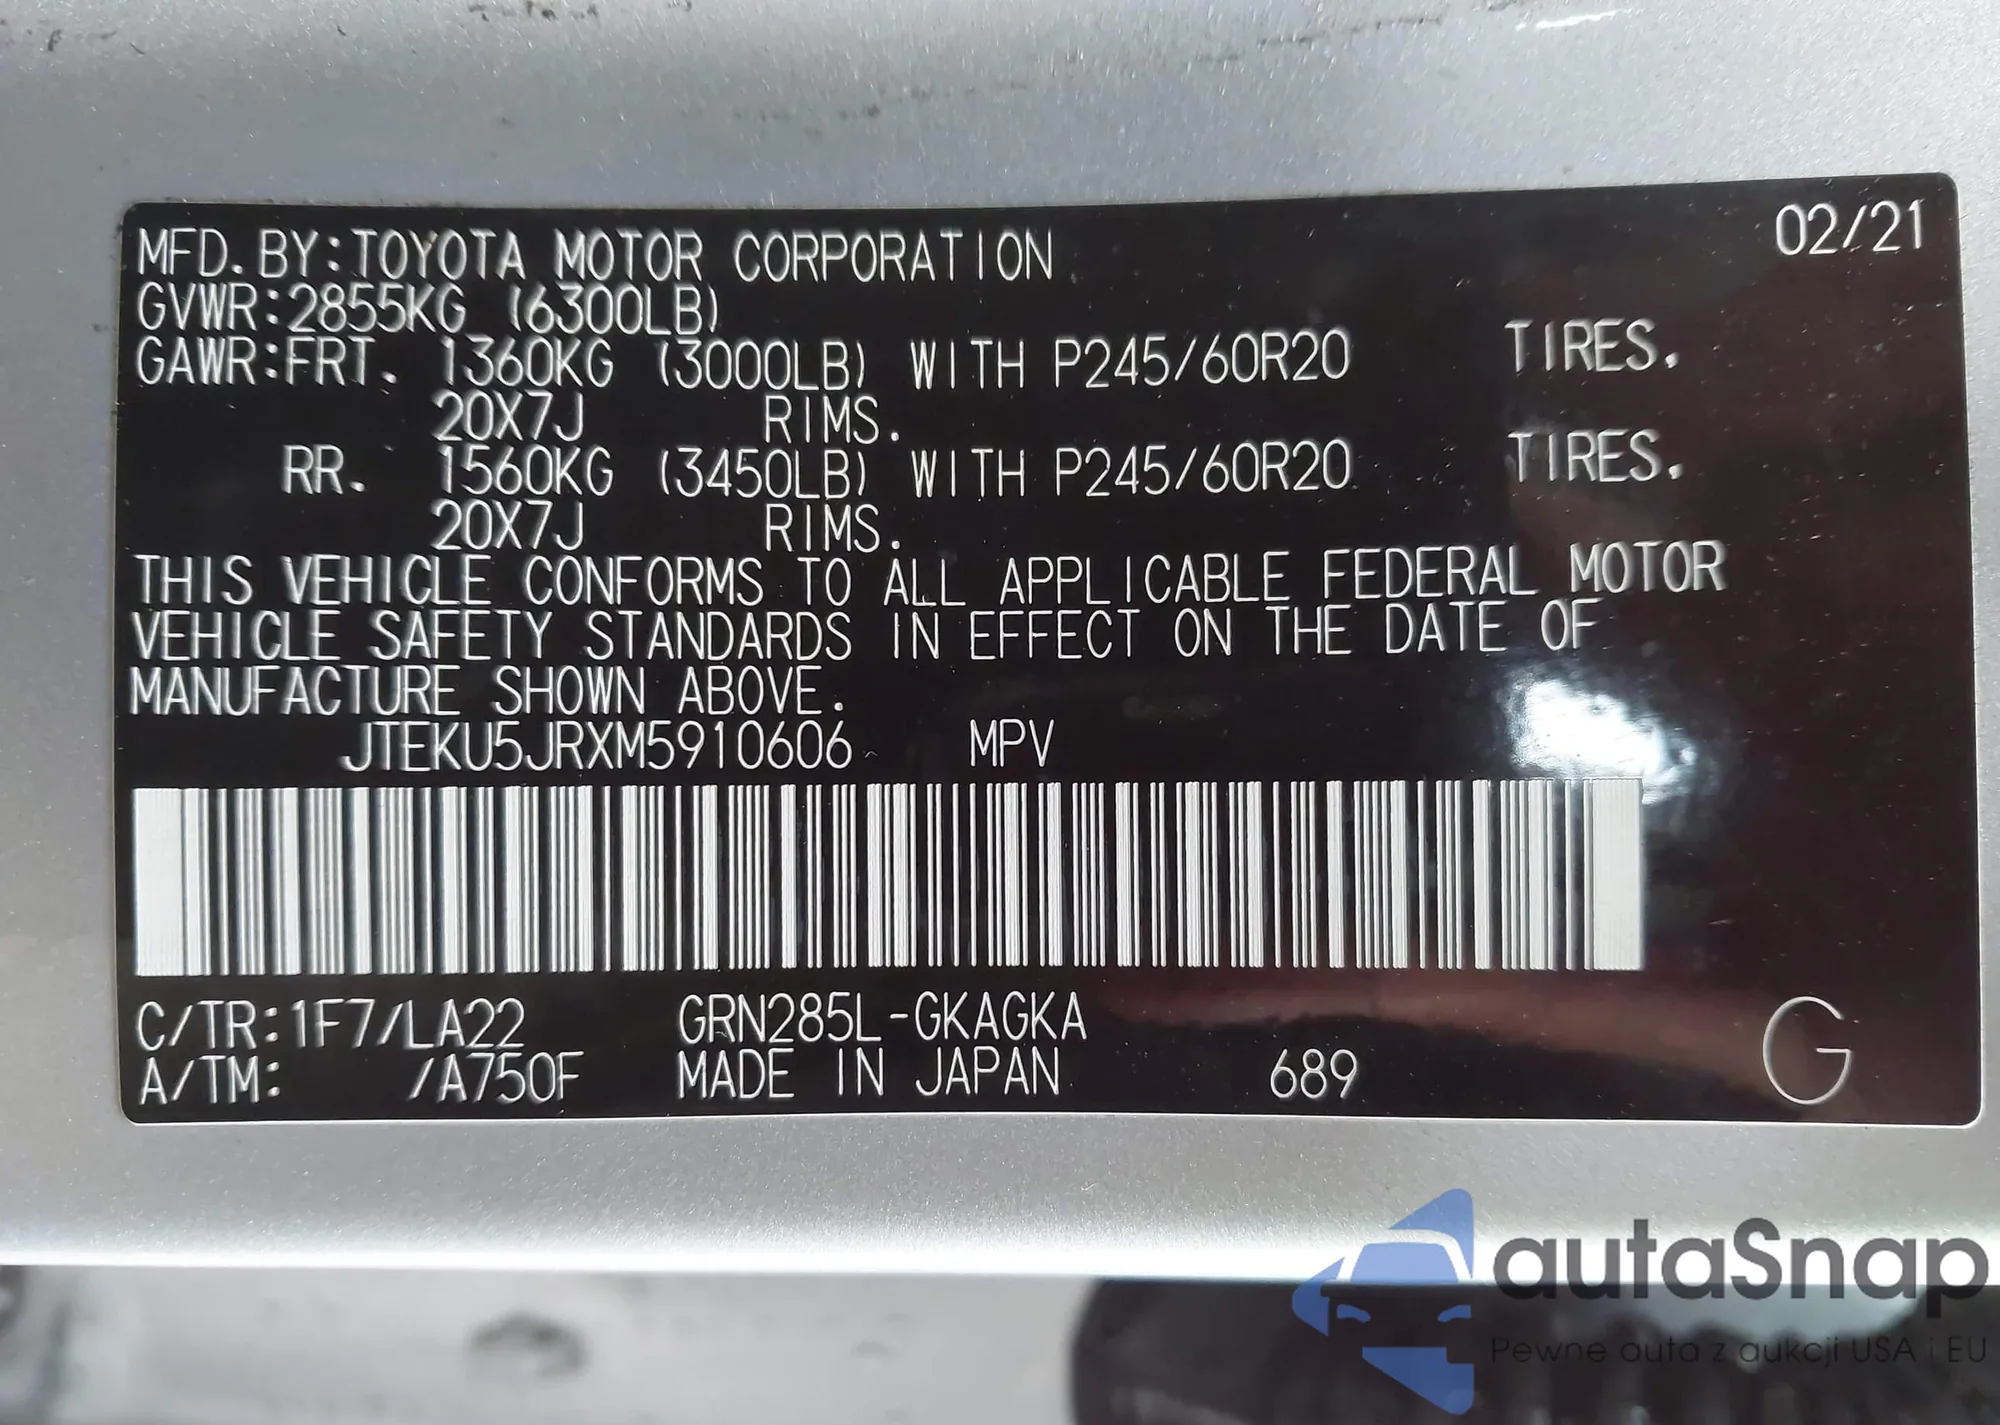 02/21
MFD.BY:TOYOTA MOTOR CORPORATION
GVWR:2855KG (6300LB)
GAWR:FRT. 1360KG (3000LB) WITH P245/60R20 TIRES.
20X7J RIMS.
RR. 1560KG (3450LB) WITH P245/60R20 TIRES.
20X7J RIMS.
THIS VEHICLE CONFORMS TO ALL APPLICABLE FEDERAL MOTOR
VEHICLE SAFETY STANDARDS IN EFFECT ON THE DATE OF
MANUFACTURE SHOWN ABOVE.
JTEKU5JRXM5910606 MPV
C/TR:1F7/LA22 GRN285L-GKAGKA
A/TM: /A750F MADE IN JAPAN 689 G
autaSnap
Pewne auta z aukcji USA i EU